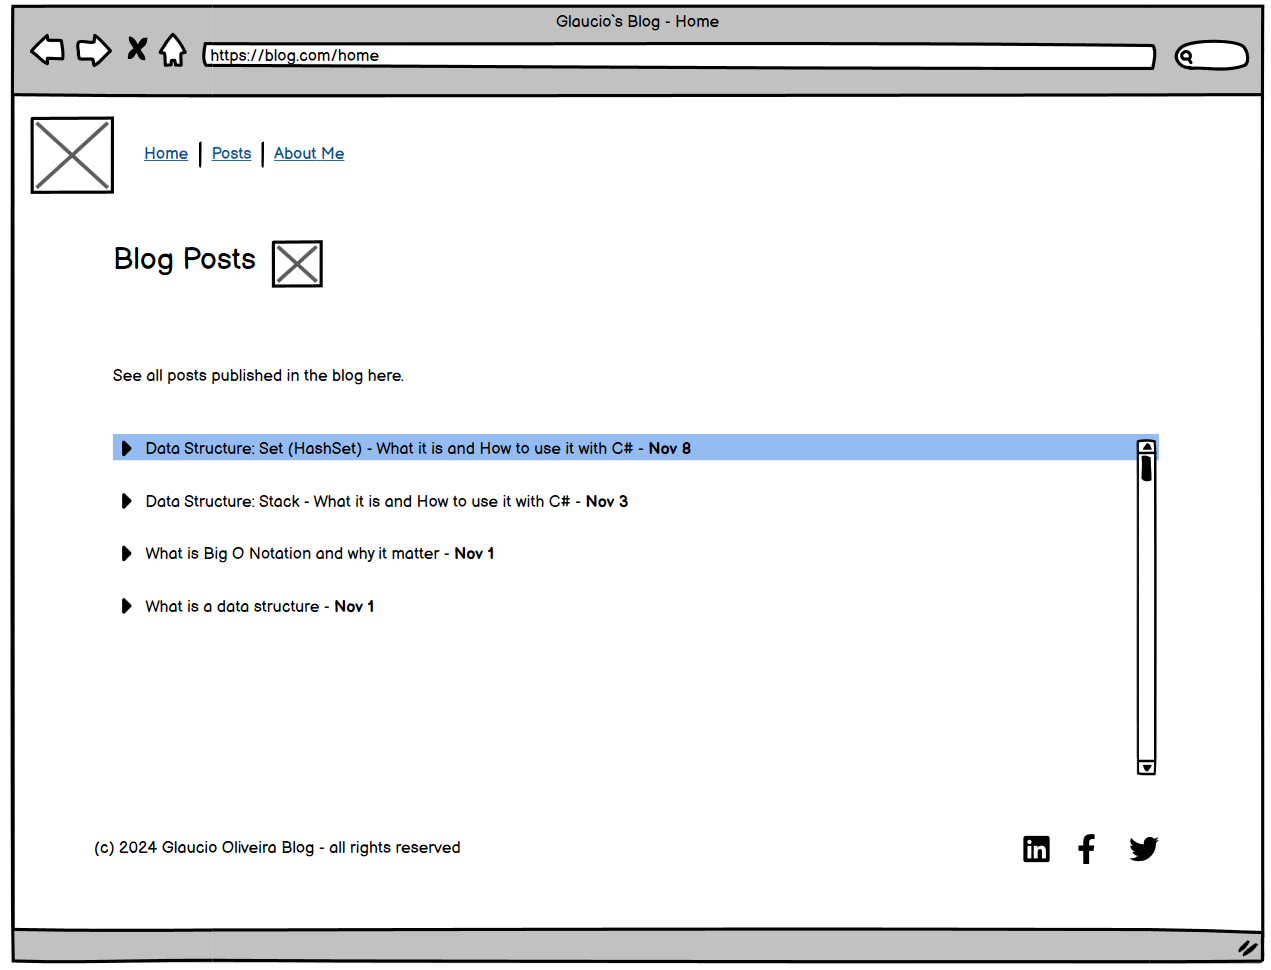 Glaucio`s Blog - Home
https://blog.com/home
Home | Posts | About Me
Blog Posts
See all posts published in the blog here.
Data Structure: Set (HashSet) - What it is and How to use it with C# - Nov 8
Data Structure: Stack - What it is and How to use it with C# - Nov 3
What is Big O Notation and why it matter - Nov 1
What is a data structure - Nov 1
(c) 2024 Glaucio Oliveira Blog - all rights reserved